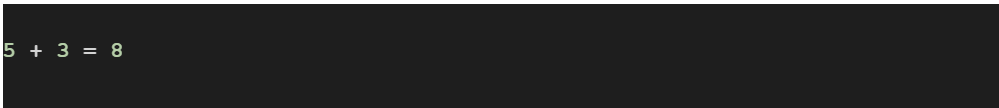 5 + 3 = 8